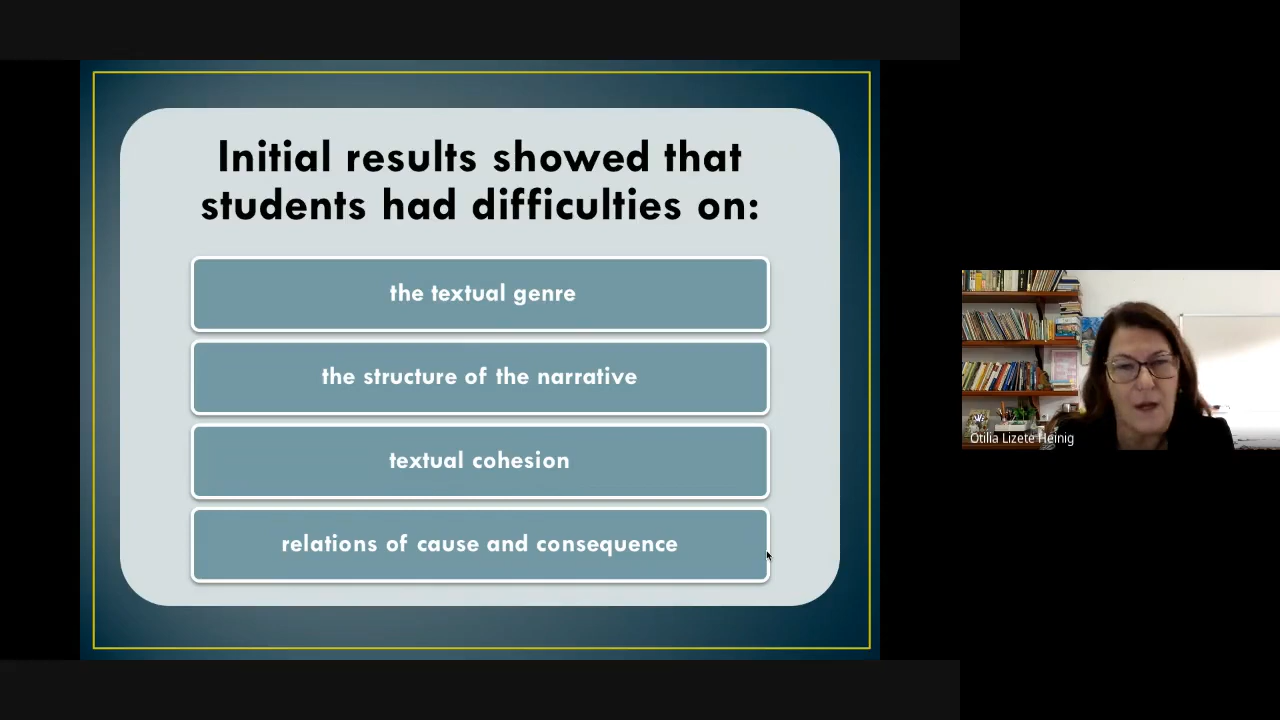 Initial results showed that
students had difficulties on:
the textual genre
the structure of the narrative
textual cohesion
relations of cause and consequence
Otilia Lizete Heinig